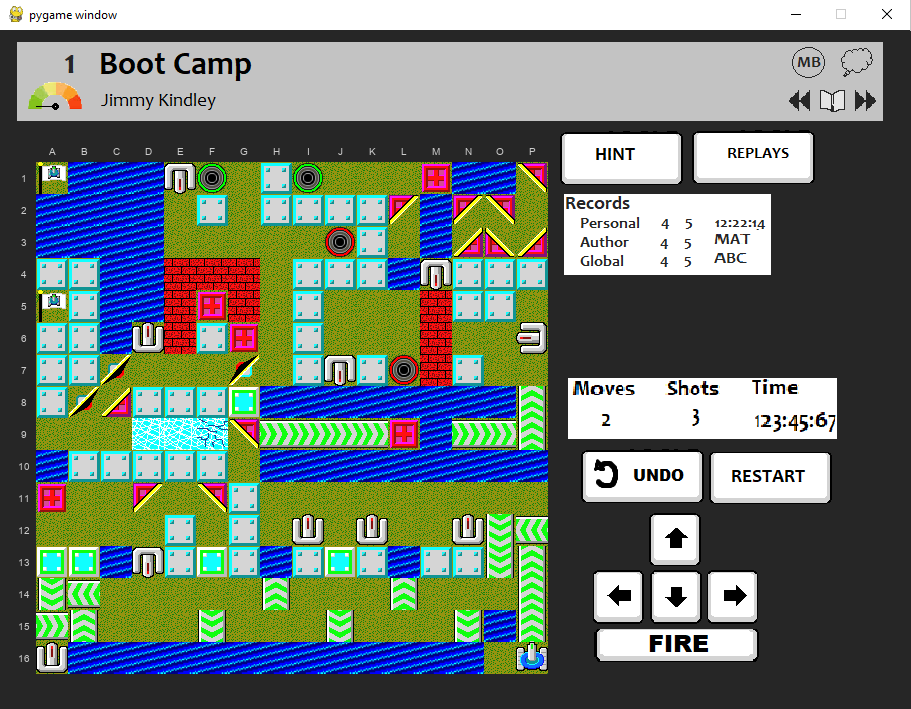 pygame window
1 Boot Camp
MB
Jimmy Kindley
A B C D E F G H I J K L M N O P
1
2
3
4
5
6
7
8
9
10
11
12
13
14
15
16
HINT
REPLAYS
Records
Personal 4 5 12:22:14
Author 4 5 MAT
Global 4 5 ABC
Moves Shots Time
2 3 123:45:67
UNDO
RESTART
FIRE